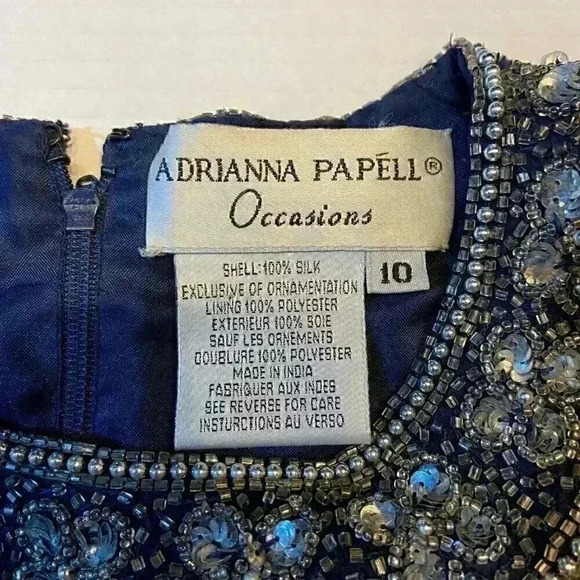 ADRIANNA PAPÉLL®
Occasions
10
SHELL:100% SILK
EXCLUSIVE OF ORNAMENTATION
LINING 100% POLYESTER
EXTERIEUR 100% SOIE
SAUF LES ORNEMENTS
DOUBLURE 100% POLYESTER
MADE IN INDIA
FABRIQUER AUX INDES
SEE REVERSE FOR CARE
INSTURCTIONS AU VERSO